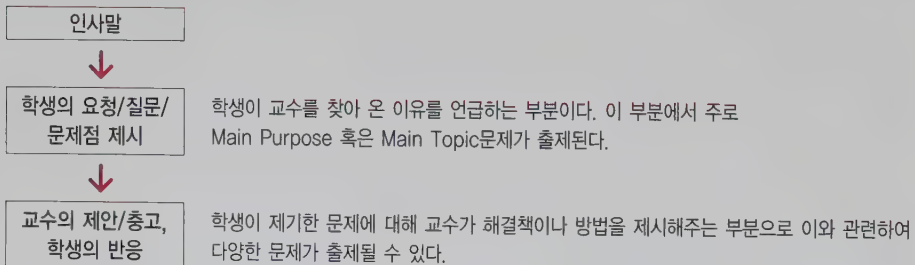 인사말
학생의 요청/질문/
문제점 제시
학생이 교수를 찾아 온 이유를 언급하는 부분이다. 이 부분에서 주로
Main Purpose 혹은 Main Topic문제가 출제된다.
교수의 제안/충고,
학생의 반응
학생이 제기한 문제에 대해 교수가 해결책이나 방법을 제시해주는 부분으로 이와 관련하여
다양한 문제가 출제될 수 있다.